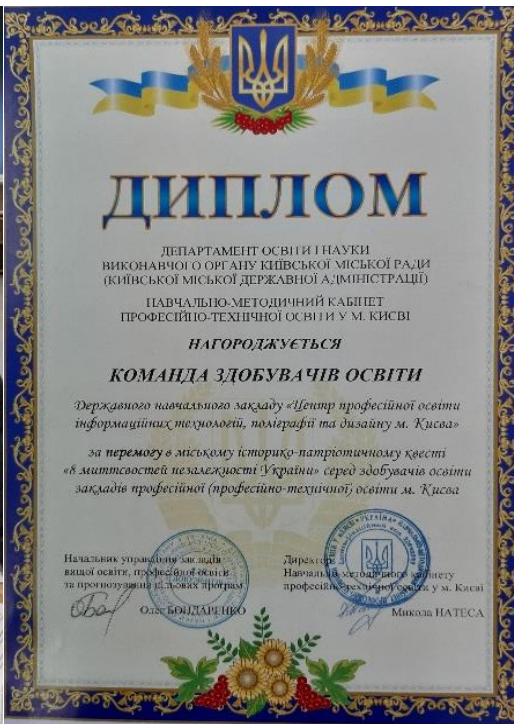 ДИПЛОМ
ДЕПАРТАМЕНТ ОСВІТИ І НАУКИ
ВИКОНАВЧОГО ОРГАНУ КИЇВСЬКОЇ МІСЬКОЇ РАДИ
(КИЇВСЬКОЇ МІСЬКОЇ ДЕРЖАВНОЇ АДМІНІСТРАЦІЇ)
НАВЧАЛЬНО-МЕТОДИЧНИЙ КАБІНЕТ
ПРОФЕСІЙНО-ТЕХНІЧНОЇ ОСВІТИ У М. КИЄВІ
НАГОРОДЖУЄТЬСЯ
КОМАНДА ЗДОБУВАЧІВ ОСВІТИ
Державного навчального закладу «Центр професійної освіти
інформаційних технологій, поліграфії та дизайну м. Києва»
за перемогу в міському історико-патріотичному квесті
«8 миттєвостей незалежності України» серед здобувачів освіти
закладів професійної (професійно-технічної) освіти м. Києва
Начальник управління закладів
вищої освіти, професійної освіти
та прогнозування цільових програм
Олег БОНДАРЕНКО
Директор
Навчально-методичного кабінету
професійно-технічної освіти у м. Києві
Микола НАТЕСА